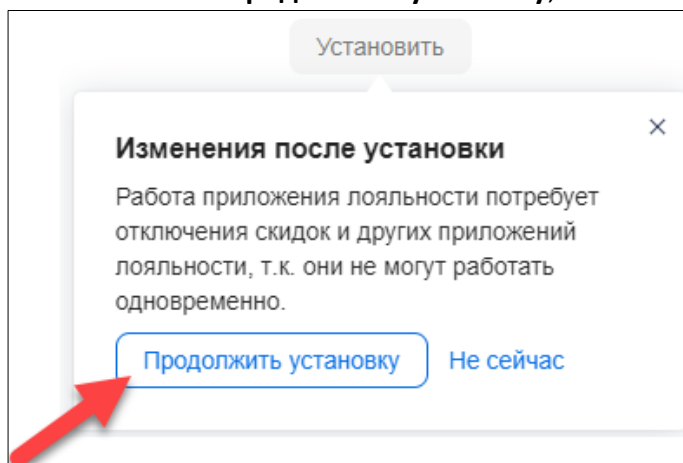 Установить
Изменения после установки
Работа приложения лояльности потребует
отключения скидок и других приложений
лояльности, т.к. они не могут работать
одновременно.
Продолжить установку Не сейчас